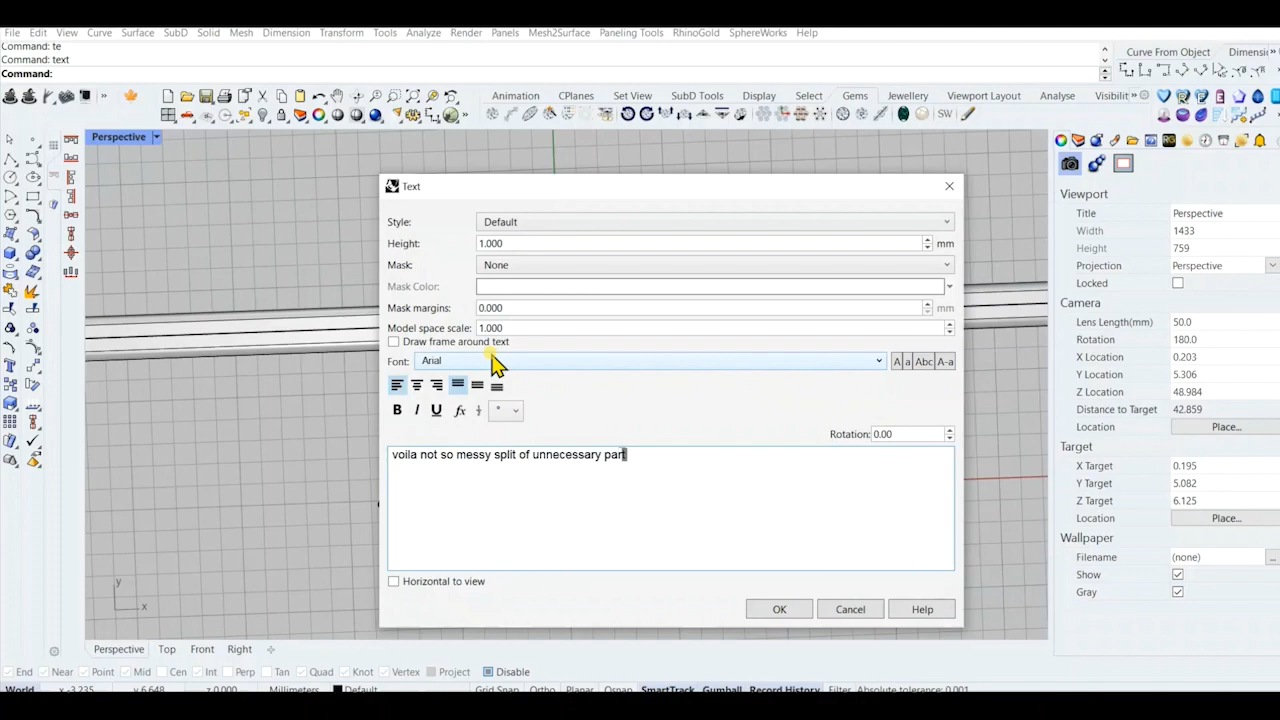 File Edit View Curve Surface SubD Solid Mesh Dimension Transform Tools Analyze Render Panels Mesh2Surface Paneling Tools RhinoGold SphereWorks Help
Command: te
Command: text
Command:
Curve From Object Dimensi »
Animation CPlanes Set View SubD Tools Display Select Gems Jewellery Viewport Layout Analyse Visibilit »
SW
Perspective
Text
Style: Default
Height: 1.000 mm
Mask: None
Mask Color:
Mask margins: 0.000 mm
Model space scale: 1.000
Draw frame around text
Font: Arial A a Abc A-a
B I U fx °
Rotation: 0.00
voila not so messy split of unnecessary part
Horizontal to view
OK Cancel Help
y
x
Viewport
Title Perspective
Width 1433
Height 759
Projection Perspective
Locked
Camera
Lens Length(mm) 50.0
Rotation 180.0
X Location 0.203
Y Location 5.306
Z Location 48.984
Distance to Target 42.859
Location Place...
Target
X Target 0.195
Y Target 5.082
Z Target 6.125
Location Place...
Wallpaper
Filename (none) ...
Show
Gray
Perspective Top Front Right
End Near Point Mid Cen Int Perp Tan Quad Knot Vertex Project Disable
World x -3.235 y 6.648 z 0.000 Millimeters Default Grid Snap Ortho Planar Osnap SmartTrack Gumball Record History Filter Absolute tolerance: 0.001